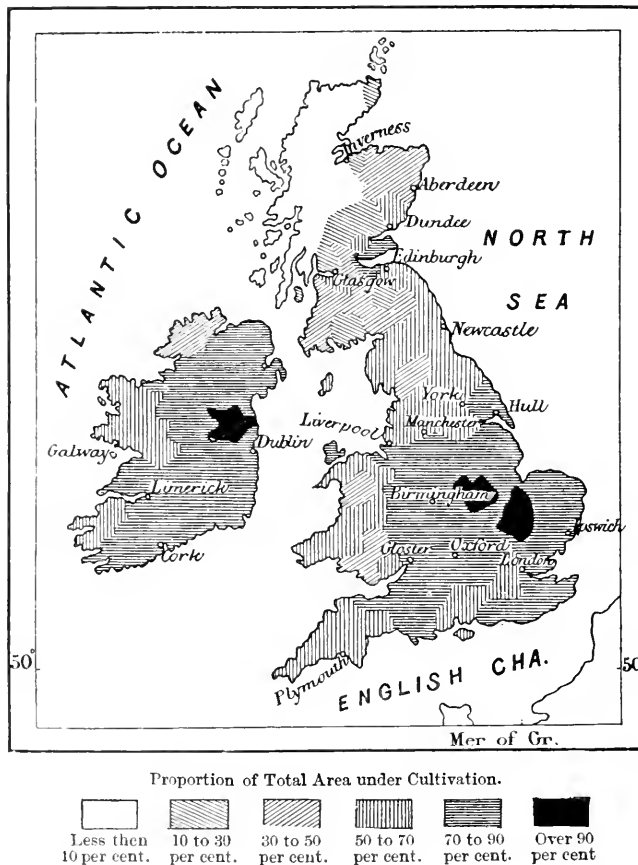 ATLANTIC OCEAN
Inverness
Aberdeen
Dundee
NORTH
Edinburgh
Glasgow
SEA
Newcastle
York
Hull
Manchester
Liverpool
Galway
Dublin
Birmingham
Limerick
Ipswich
Oxford
Gloster
London
Cork
50°
50
Plymouth
ENGLISH CHA.
Mer of Gr.
Proportion of Total Area under Cultivation.
Less then
10 per cent.
10 to 30
per cent.
30 to 50
per cent.
50 to 70
per cent.
70 to 90
per cent.
Over 90
per cent.